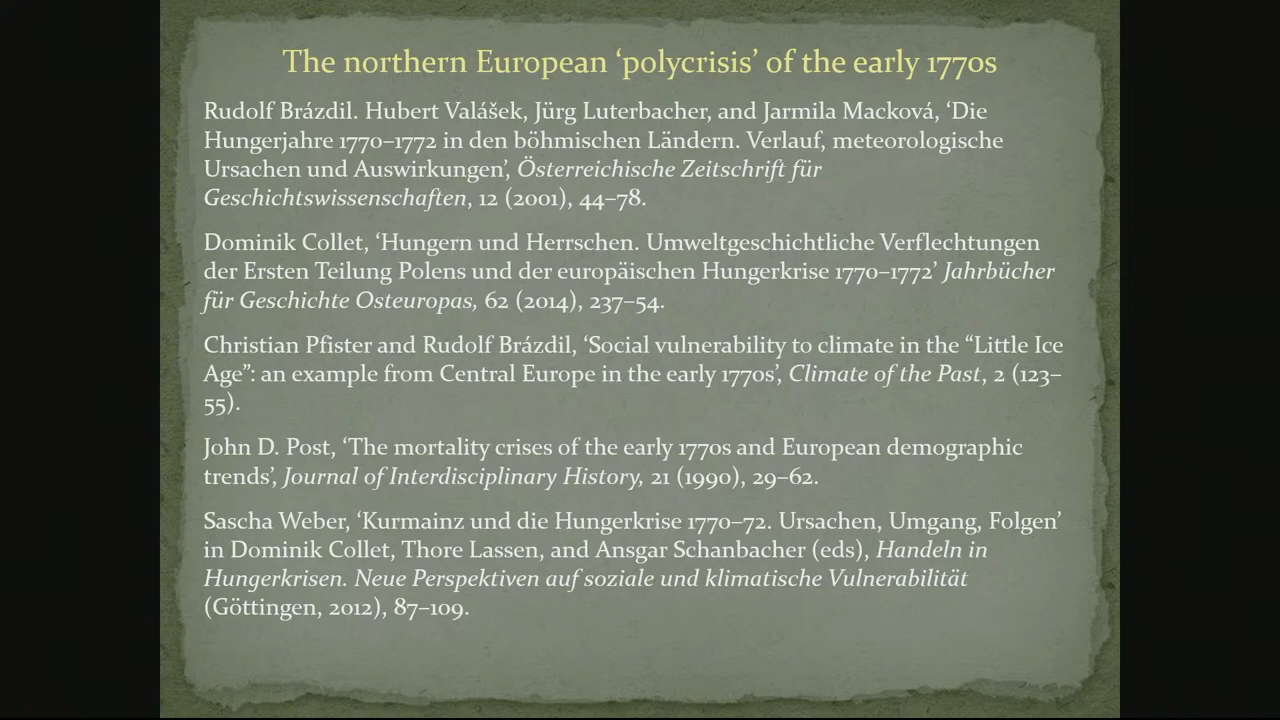 The northern European ‘polycrisis’ of the early 1770s
Rudolf Brázdil. Hubert Valášek, Jürg Luterbacher, and Jarmila Macková, ‘Die
Hungerjahre 1770–1772 in den böhmischen Ländern. Verlauf, meteorologische
Ursachen und Auswirkungen’, Österreichische Zeitschrift für
Geschichtswissenschaften, 12 (2001), 44–78.
Dominik Collet, ‘Hungern und Herrschen. Umweltgeschichtliche Verflechtungen
der Ersten Teilung Polens und der europäischen Hungerkrise 1770–1772’ Jahrbücher
für Geschichte Osteuropas, 62 (2014), 237–54.
Christian Pfister and Rudolf Brázdil, ‘Social vulnerability to climate in the “Little Ice
Age”: an example from Central Europe in the early 1770s’, Climate of the Past, 2 (123–
55).
John D. Post, ‘The mortality crises of the early 1770s and European demographic
trends’, Journal of Interdisciplinary History, 21 (1990), 29–62.
Sascha Weber, ‘Kurmainz und die Hungerkrise 1770–72. Ursachen, Umgang, Folgen’
in Dominik Collet, Thore Lassen, and Ansgar Schanbacher (eds), Handeln in
Hungerkrisen. Neue Perspektiven auf soziale und klimatische Vulnerabilität
(Göttingen, 2012), 87–109.